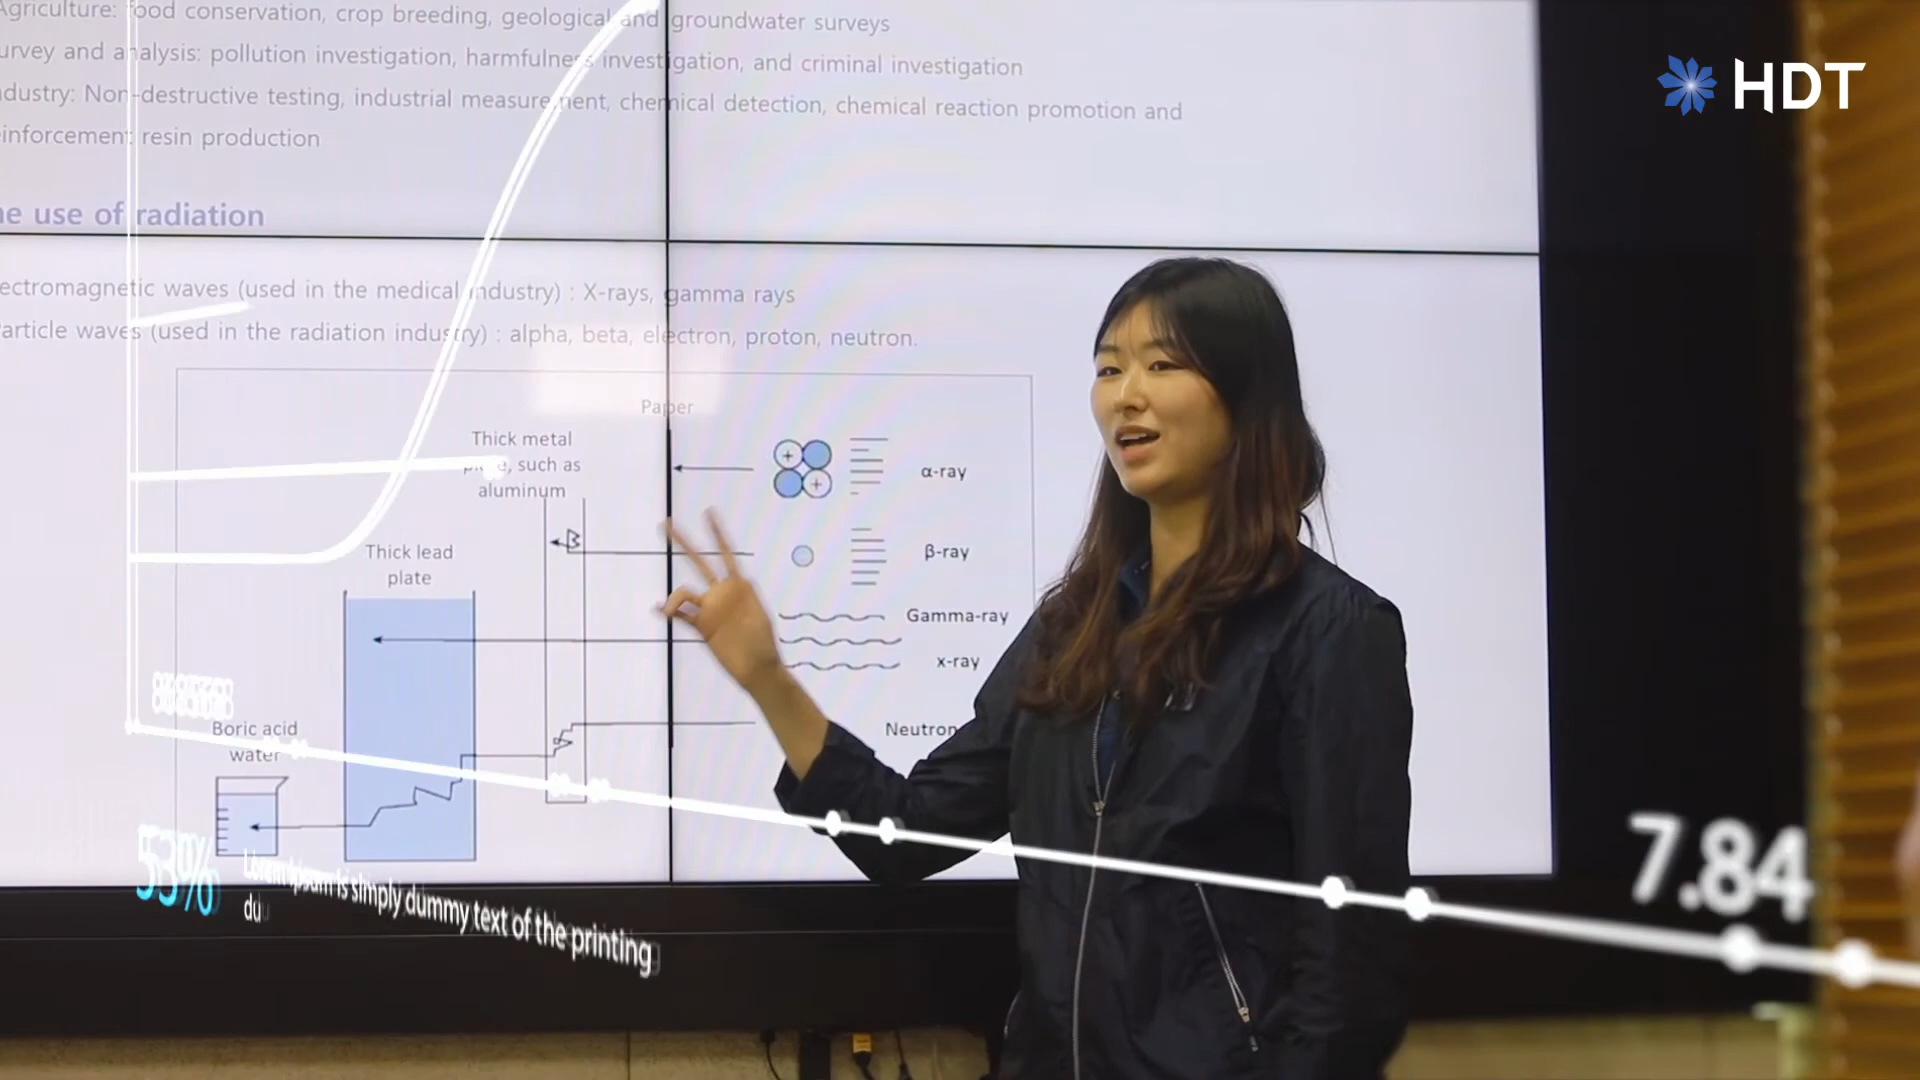 Agriculture: food conservation, crop breeding, geological and groundwater surveys
urvey and analysis: pollution investigation, harmfulness investigation, and criminal investigation
dustry: Non-destructive testing, industrial measurement, chemical detection, chemical reaction promotion and
einforcement resin production
HDT
e use of radiation
ectromagnetic waves (used in the medical industry) : X-rays, gamma rays
article waves (used in the radiation industry) : alpha, beta, electron, proton, neutron.
Paper
Thick metal
such as
aluminum
α-ray
β-ray
Thick lead
plate
Gamma-ray
x-ray
Neutron
Boric acid
water
53%
Lorem Ipsum is simply dummy text of the printing
du
7.84